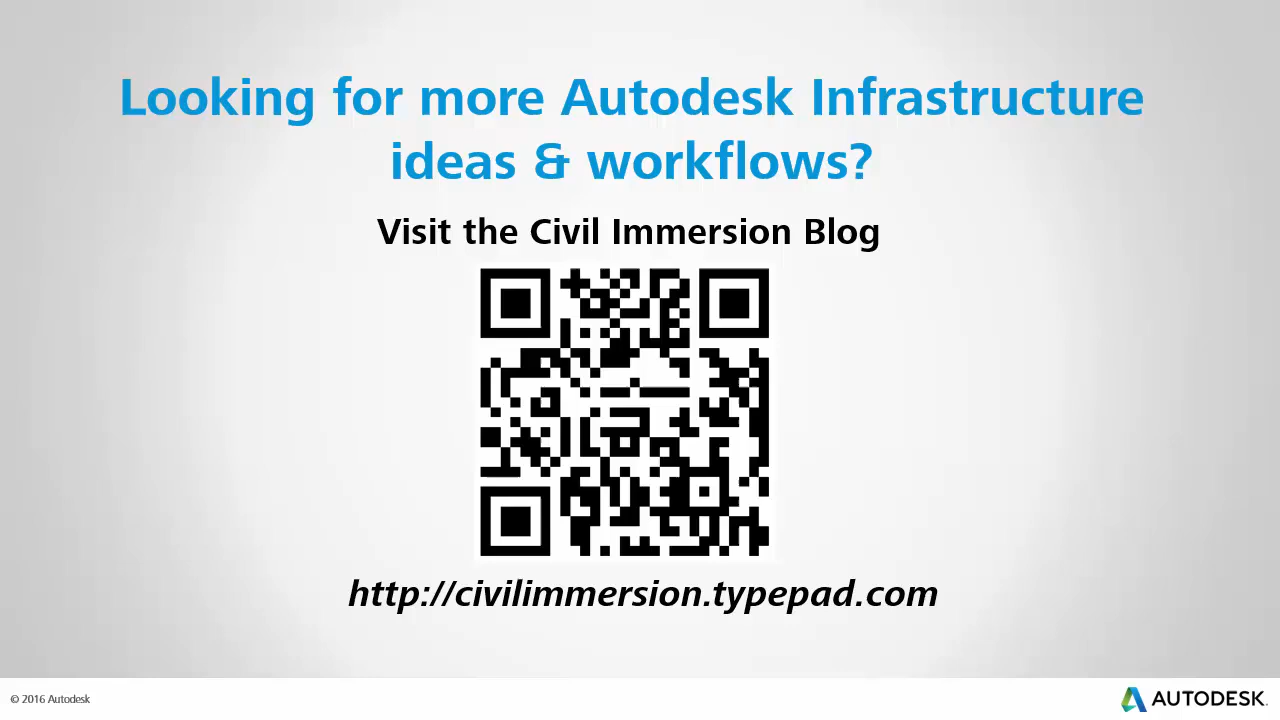 Looking for more Autodesk Infrastructure
ideas & workflows?
Visit the Civil Immersion Blog
http://civilimmersion.typepad.com
© 2016 Autodesk
AUTODESK.